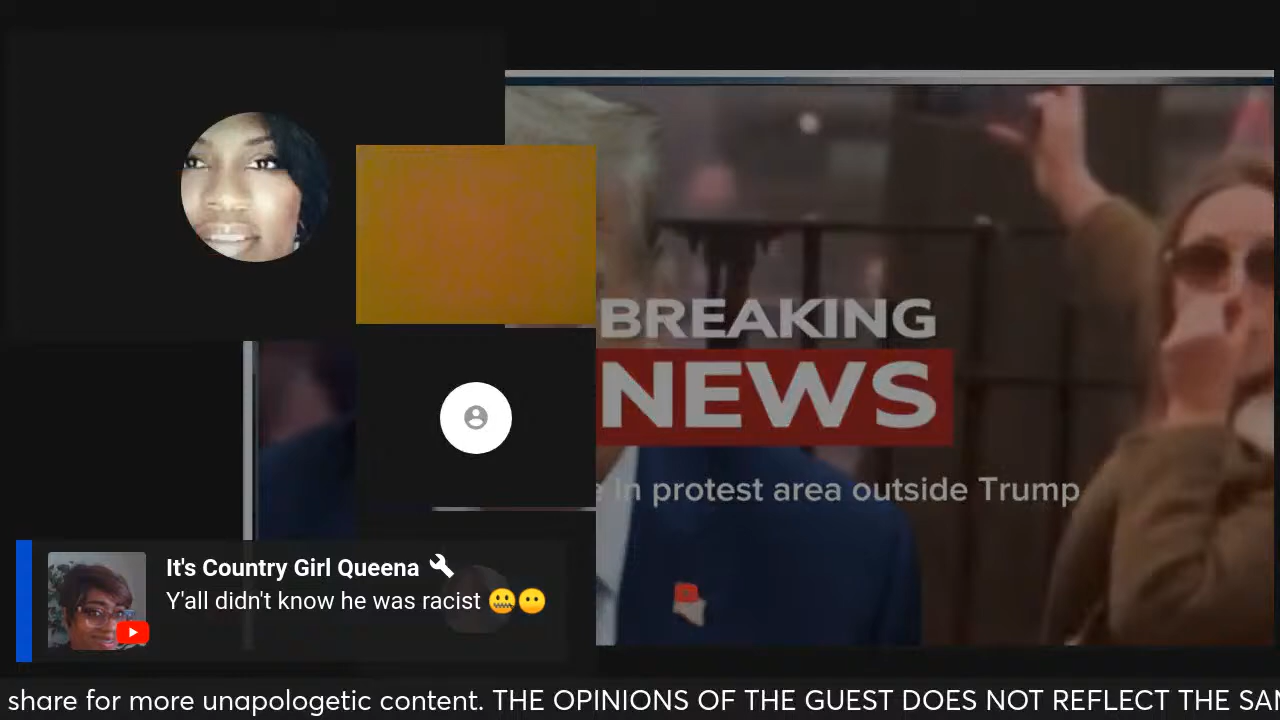 BREAKING
NEWS
In protest area outside Trump
It's Country Girl Queena
Y'all didn't know he was racist 🤐😶
share for more unapologetic content. THE OPINIONS OF THE GUEST DOES NOT REFLECT THE